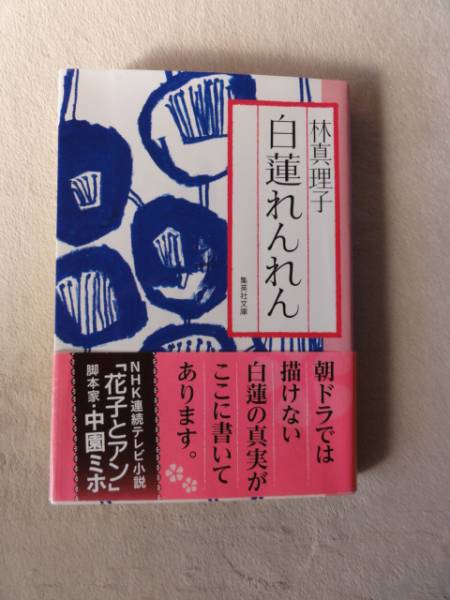 林真理子
白蓮れんれん
集英社文庫
朝ドラでは
描けない
白蓮の真実が
ここに書いて
あります。
NHK連続テレビ小説
「花子とアン」
脚本家・中園ミホ